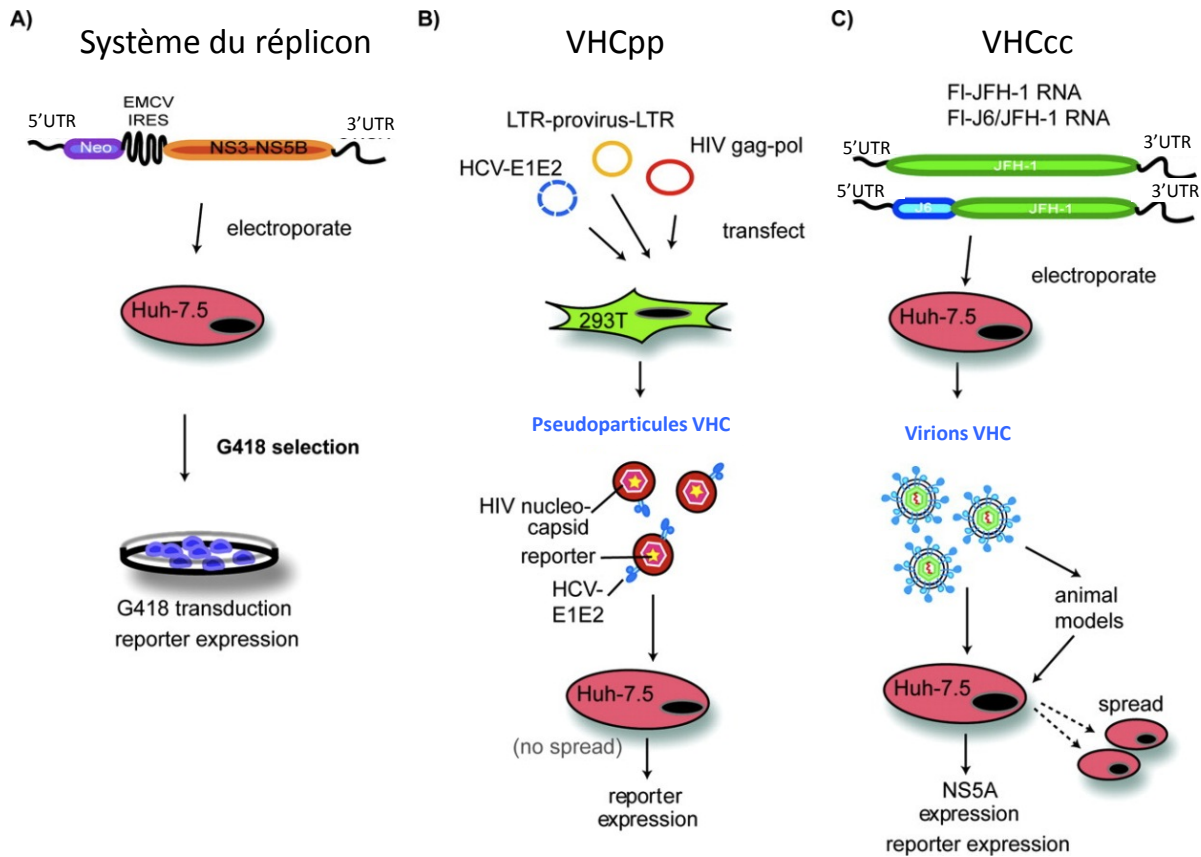 A)
Système du réplicon
5'UTR
EMCV
IRES
3'UTR
Neo
NS3-NS5B
electroporate
Huh-7.5
G418 selection
G418 transduction
reporter expression
B)
VHCpp
LTR-provirus-LTR
HCV-E1E2
HIV gag-pol
transfect
293T
Pseudoparticules VHC
HIV nucleo-
capsid
reporter
HCV-
E1E2
Huh-7.5
(no spread)
reporter
expression
C)
VHCcc
Fl-JFH-1 RNA
Fl-J6/JFH-1 RNA
5'UTR
3'UTR
JFH-1
5'UTR
3'UTR
J6
JFH-1
electroporate
Huh-7.5
Virions VHC
animal
models
Huh-7.5
spread
NS5A
expression
reporter expression